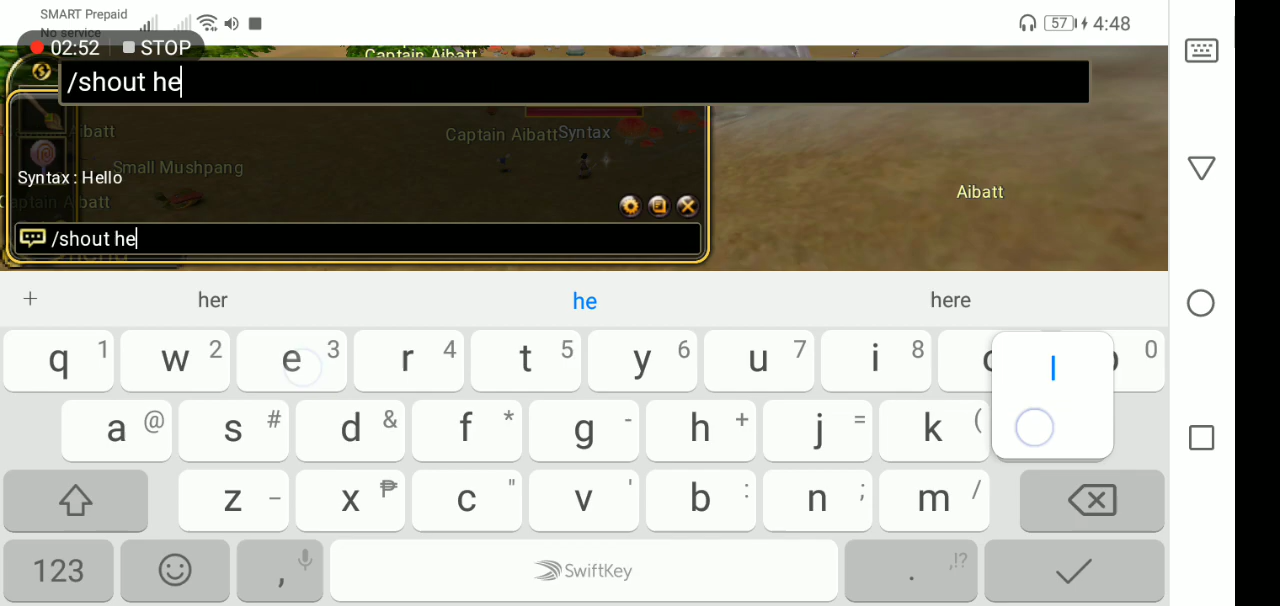 SMART Prepaid
No service
57
4:48
02:52 STOP
Captain Aibatt
/shout he
Aibatt
Captain Aibatt
Syntax
Small Mushpang
Syntax : Hello
Captain Aibatt
Aibatt
/shout he
+ her he here
q 1 w 2 e 3 r 4 t 5 y 6 u 7 i 8 0
l
a @ s # d & f * g - h + j = k (
z _ x ₱ c " v ' b : n ; m /
123 , SwiftKey . ,!?